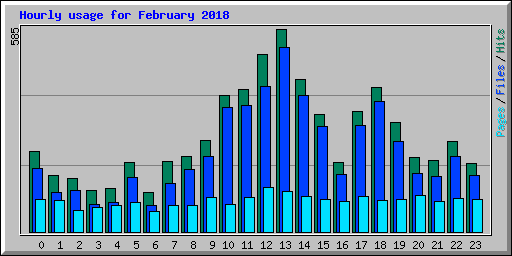 Hourly usage for February 2018
585
Pages/Files/Hits
0 1 2 3 4 5 6 7 8 9 10 11 12 13 14 15 16 17 18 19 20 21 22 23